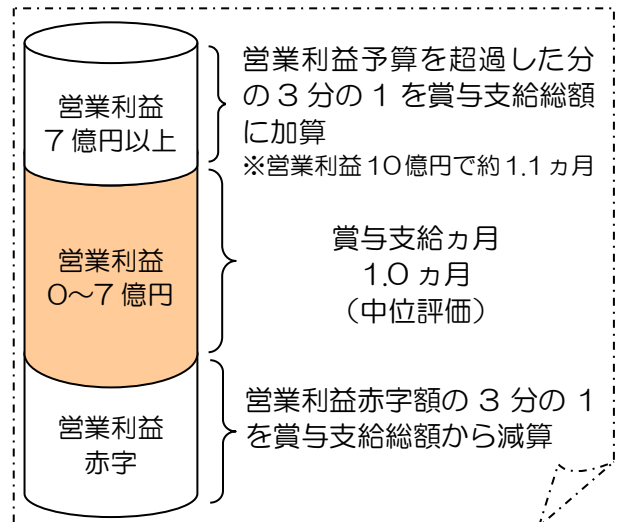 営業利益
7億円以上
営業利益予算を超過した分
の3分の1を賞与支給総額
に加算
※営業利益10億円で約1.1ヵ月
営業利益
0～7億円
賞与支給ヵ月
1.0ヵ月
（中位評価）
営業利益
赤字
営業利益赤字額の3分の1
を賞与支給総額から減算